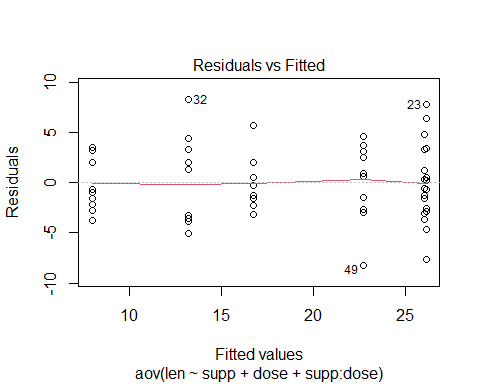 Residuals vs Fitted
10
5
0
-5
-10
Residuals
32
23
49
10 15 20 25
Fitted values
aov(len ~ supp + dose + supp:dose)